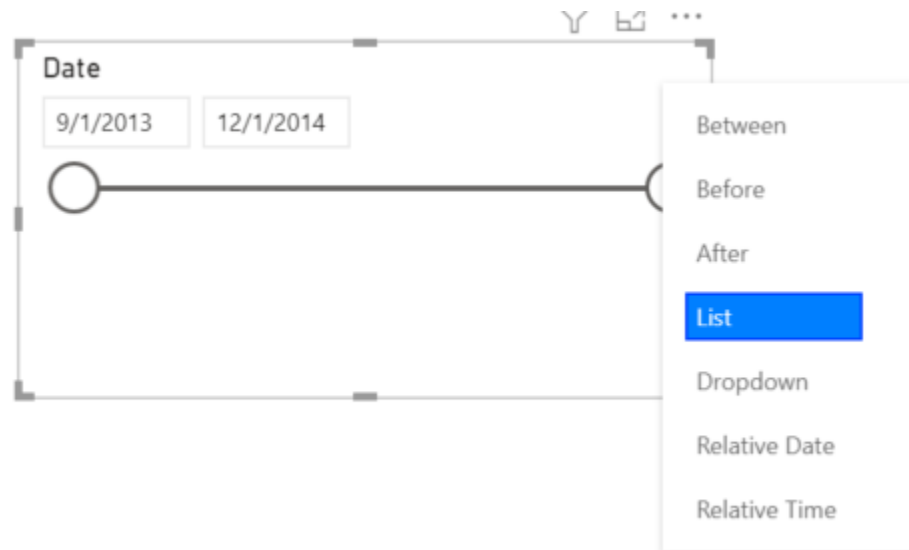 Date
9/1/2013 12/1/2014
Between
Before
After
List
Dropdown
Relative Date
Relative Time